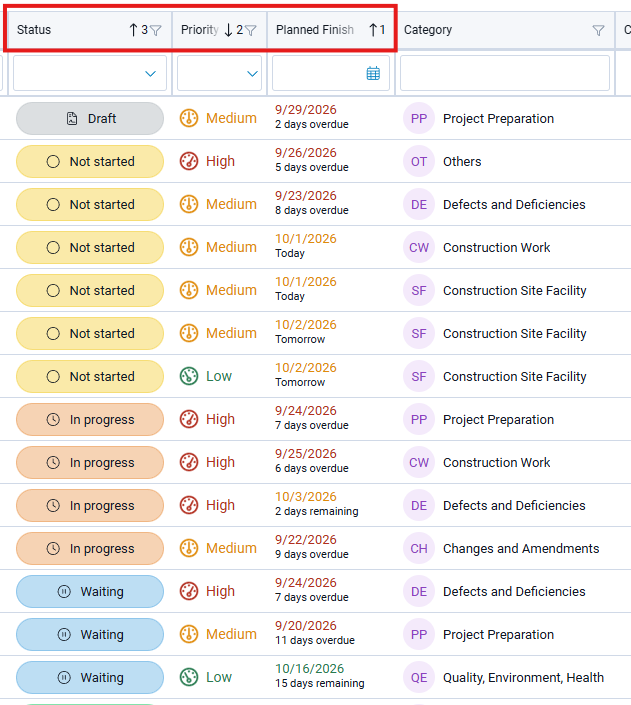 Status 3 Priority 2 Planned Finish 1 Category C
Draft Medium 9/29/2026 PP Project Preparation
2 days overdue
Not started High 9/26/2026 OT Others
5 days overdue
Not started Medium 9/23/2026 DE Defects and Deficiencies
8 days overdue
Not started Medium 10/1/2026 CW Construction Work
Today
Not started Medium 10/1/2026 SF Construction Site Facility
Today
Not started Medium 10/2/2026 SF Construction Site Facility
Tomorrow
Not started Low 10/2/2026 SF Construction Site Facility
Tomorrow
In progress High 9/24/2026 PP Project Preparation
7 days overdue
In progress High 9/25/2026 CW Construction Work
6 days overdue
In progress High 10/3/2026 DE Defects and Deficiencies
2 days remaining
In progress Medium 9/22/2026 CH Changes and Amendments
9 days overdue
Waiting High 9/24/2026 DE Defects and Deficiencies
7 days overdue
Waiting Medium 9/20/2026 PP Project Preparation
11 days overdue
Waiting Low 10/16/2026 QE Quality, Environment, Health
15 days remaining